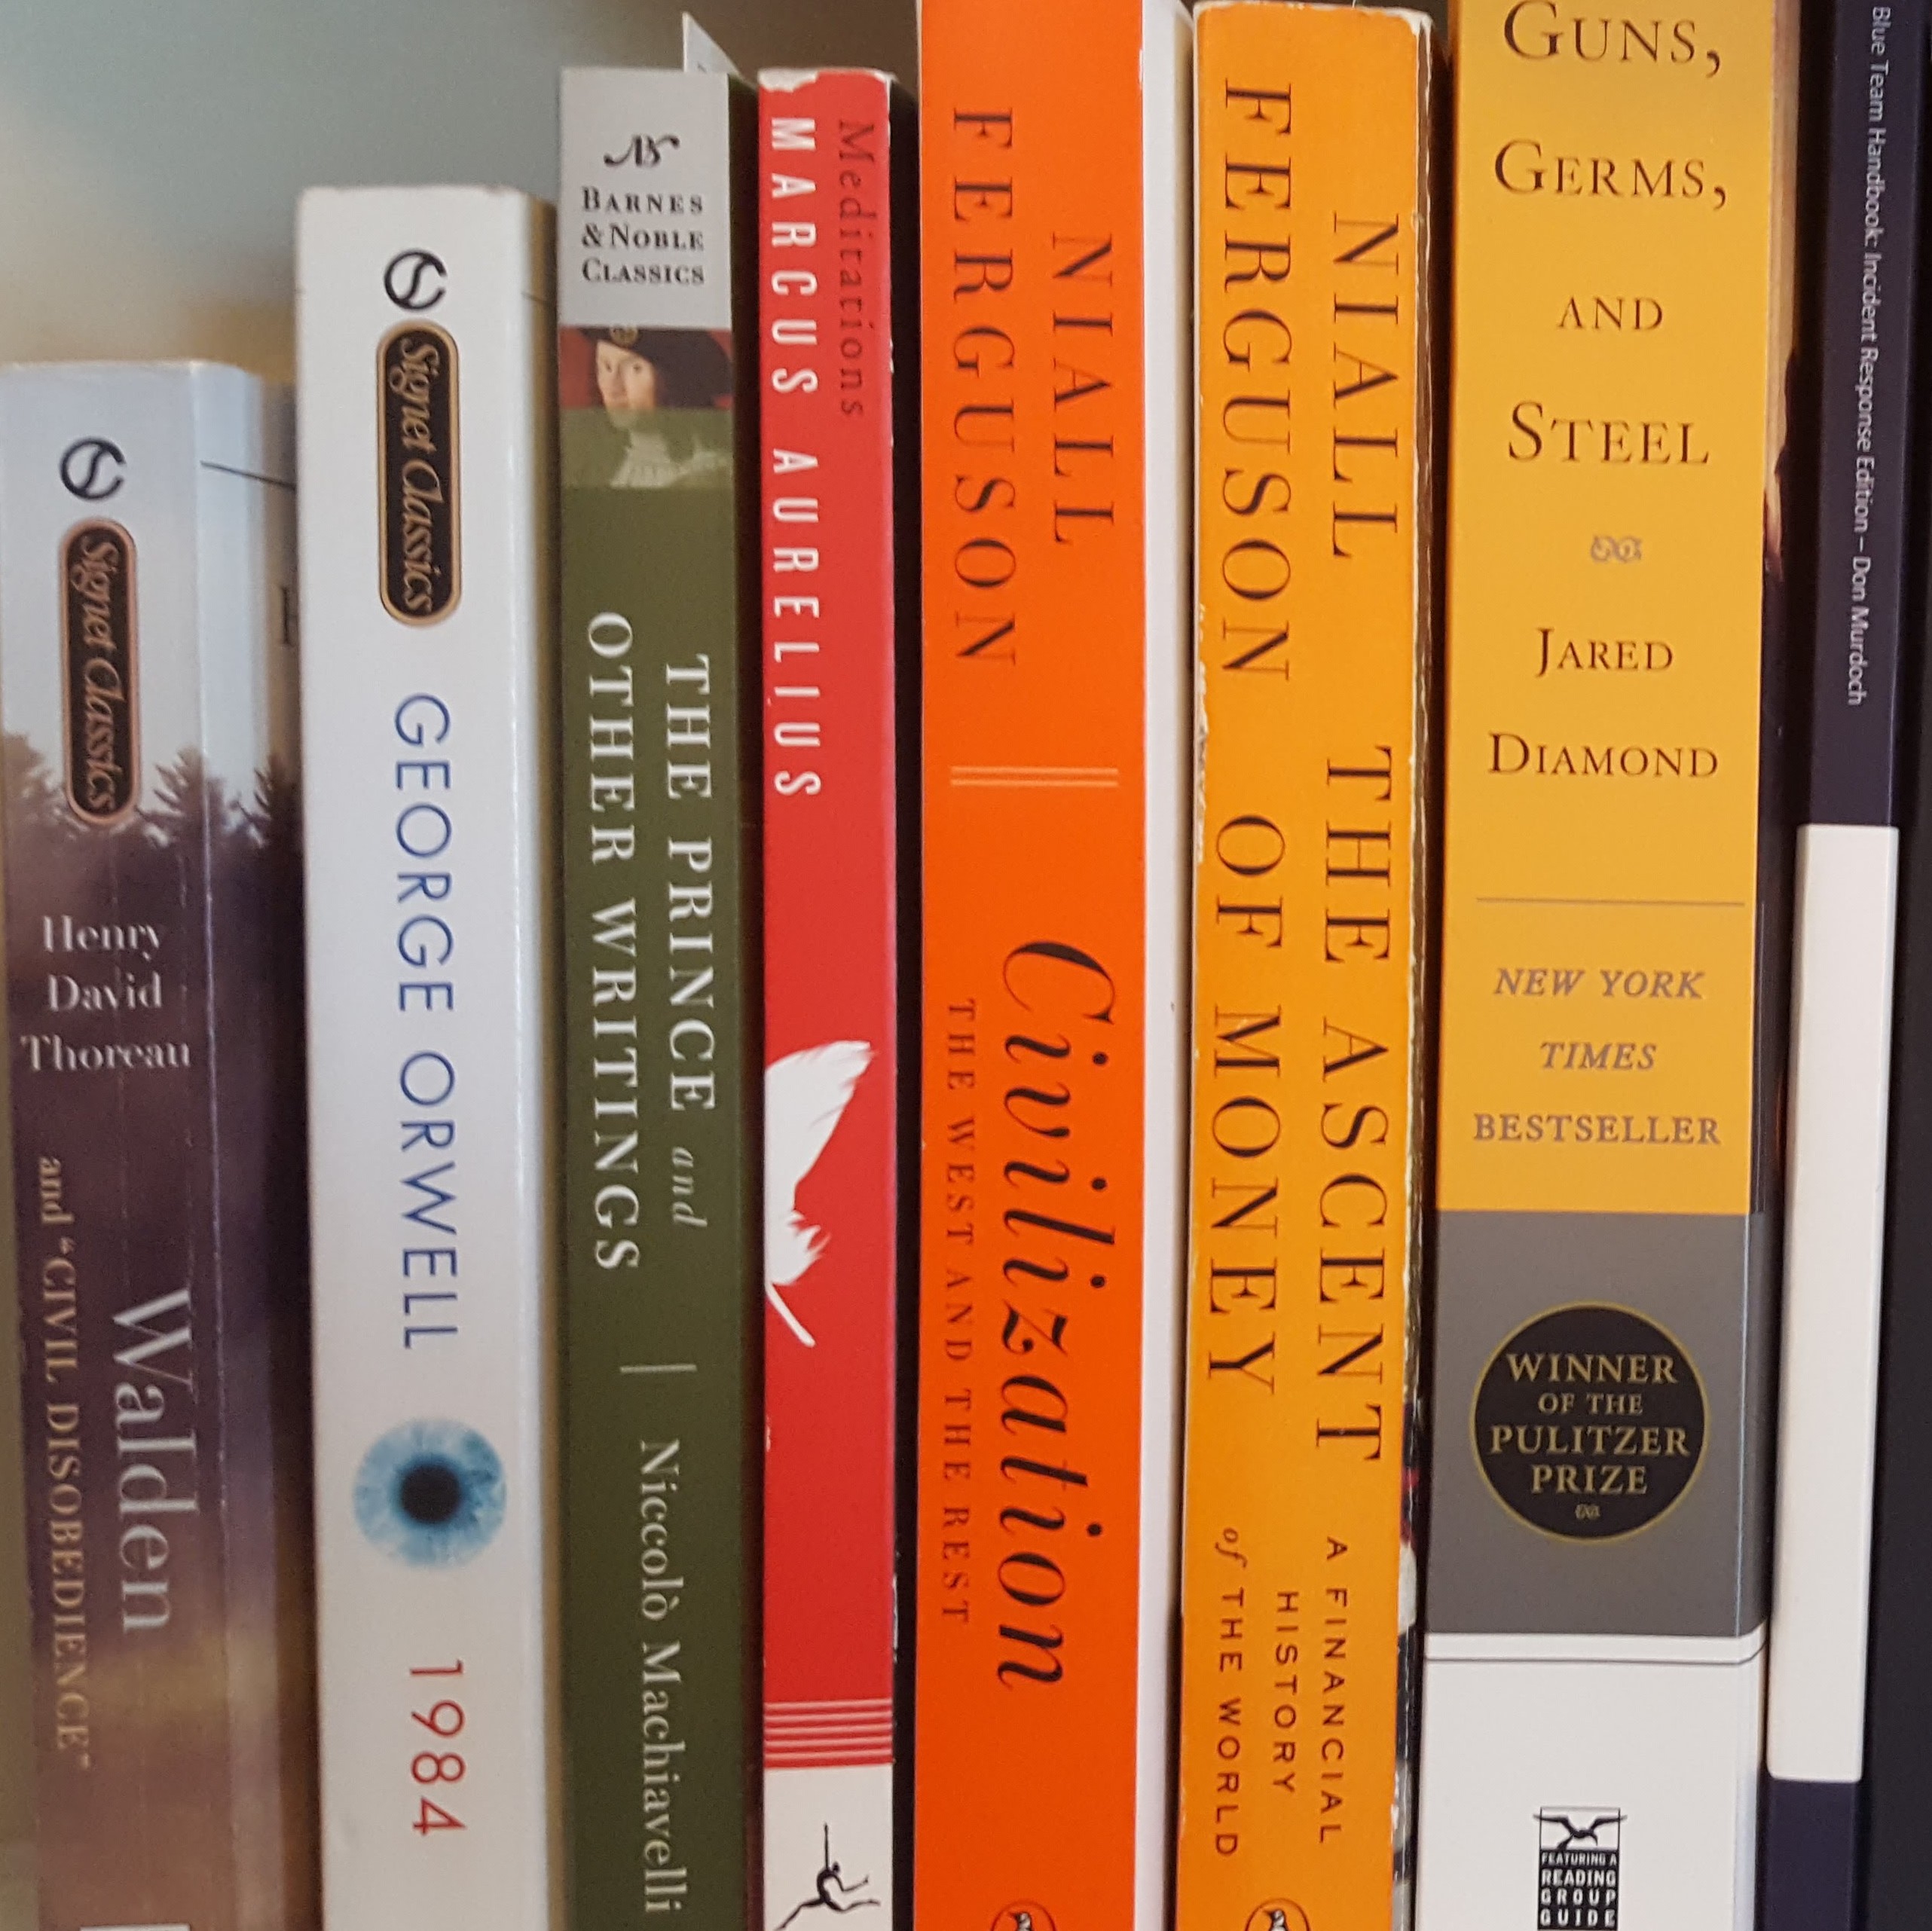 Signet Classics
Henry
David
Thoreau
Walden
and "CIVIL DISOBEDIENCE"
Signet Classics
GEORGE ORWELL
1984
BARNES
& NOBLE
CLASSICS
THE PRINCE and
OTHER WRITINGS
Niccolò Machiavelli
Meditations
MARCUS AURELIUS
NIALL
FERGUSON
Civilization
THE WEST AND THE REST
NIALL
FERGUSON
THE ASCENT
OF MONEY
A FINANCIAL
HISTORY
of THE WORLD
GUNS,
GERMS,
AND
STEEL
JARED
DIAMOND
NEW YORK
TIMES
BESTSELLER
WINNER
OF THE
PULITZER
PRIZE
FEATURING A
READING
GROUP
GUIDE
Blue Team Handbook: Incident Response Edition – Don Murdoch